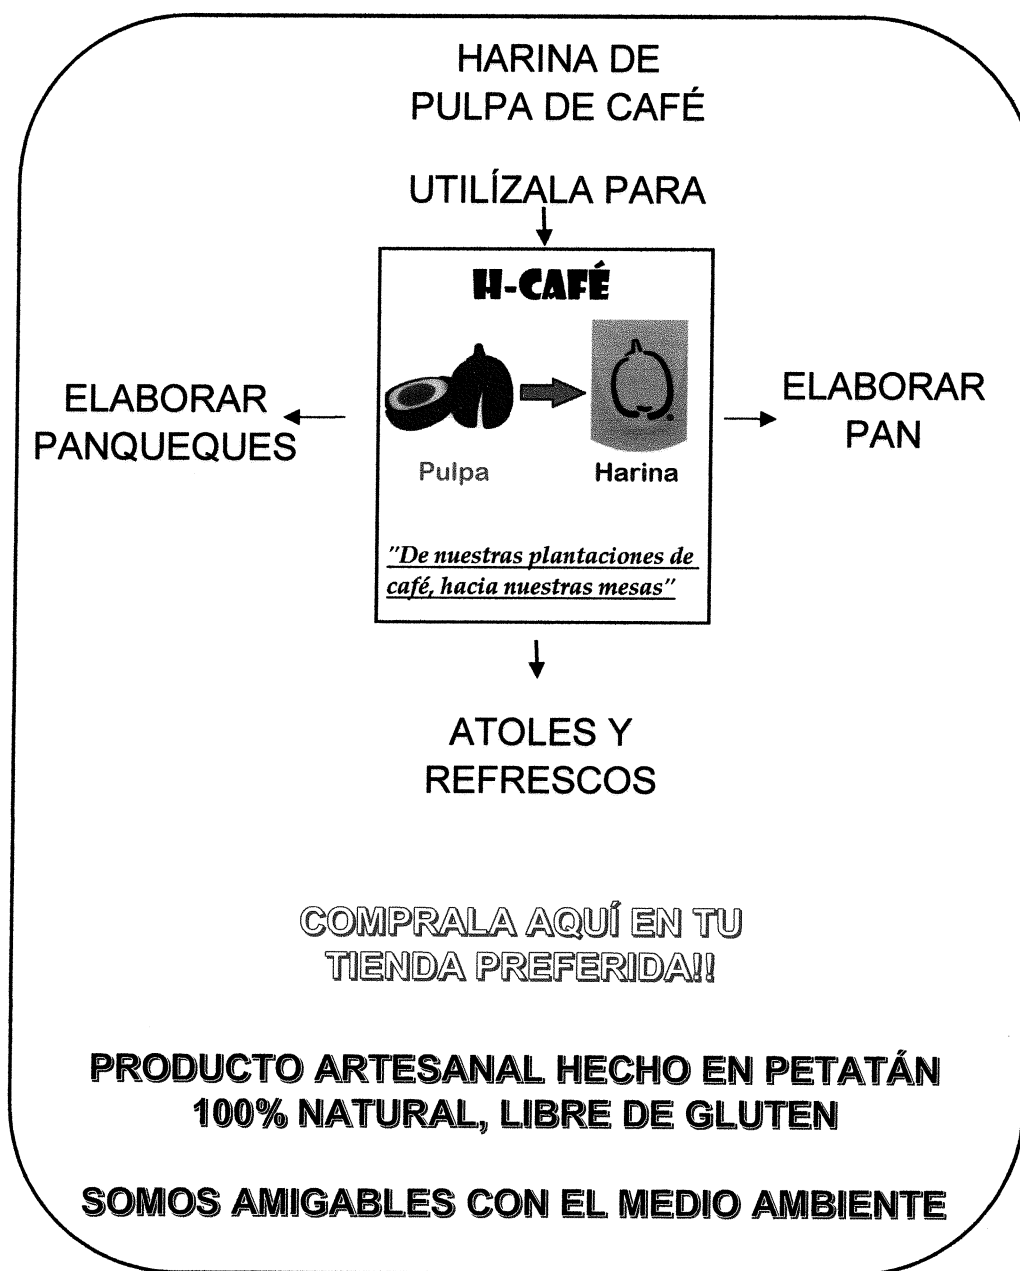 HARINA DE
PULPA DE CAFÉ
UTILÍZALA PARA
H-CAFÉ
ELABORAR
PANQUEQUES
Pulpa
Harina
ELABORAR
PAN
"De nuestras plantaciones de
café, hacia nuestras mesas"
ATOLES Y
REFRESCOS
COMPRALA AQUÍ EN TU
TIENDA PREFERIDA!!
PRODUCTO ARTESANAL HECHO EN PETATÁN
100% NATURAL, LIBRE DE GLUTEN
SOMOS AMIGABLES CON EL MEDIO AMBIENTE